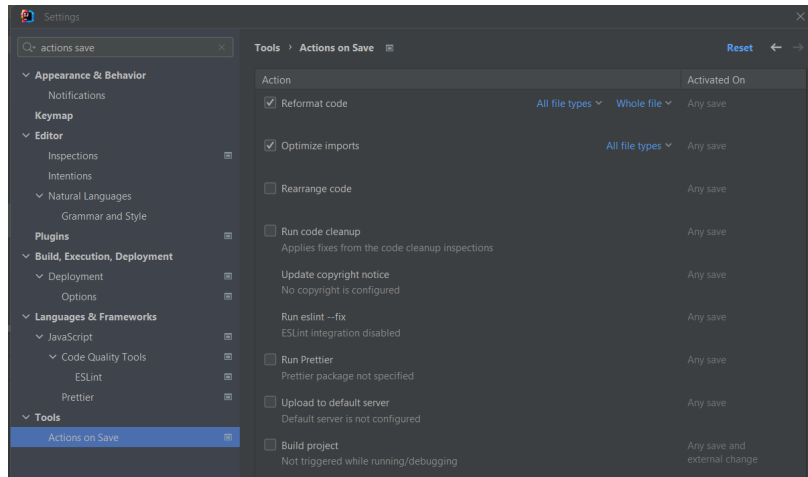 Settings
actions save
Appearance & Behavior
Notifications
Keymap
Editor
Inspections
Intentions
Natural Languages
Grammar and Style
Plugins
Build, Execution, Deployment
Deployment
Options
Languages & Frameworks
JavaScript
Code Quality Tools
ESLint
Prettier
Tools
Actions on Save
Tools › Actions on Save
Reset
Action Activated On
Reformat code All file types Whole file Any save
Optimize imports All file types Any save
Rearrange code Any save
Run code cleanup Any save
Applies fixes from the code cleanup inspections
Update copyright notice Any save
No copyright is configured
Run eslint --fix Any save
ESLint integration disabled
Run Prettier Any save
Prettier package not specified
Upload to default server Any save
Default server is not configured
Build project Any save and
Not triggered while running/debugging external change